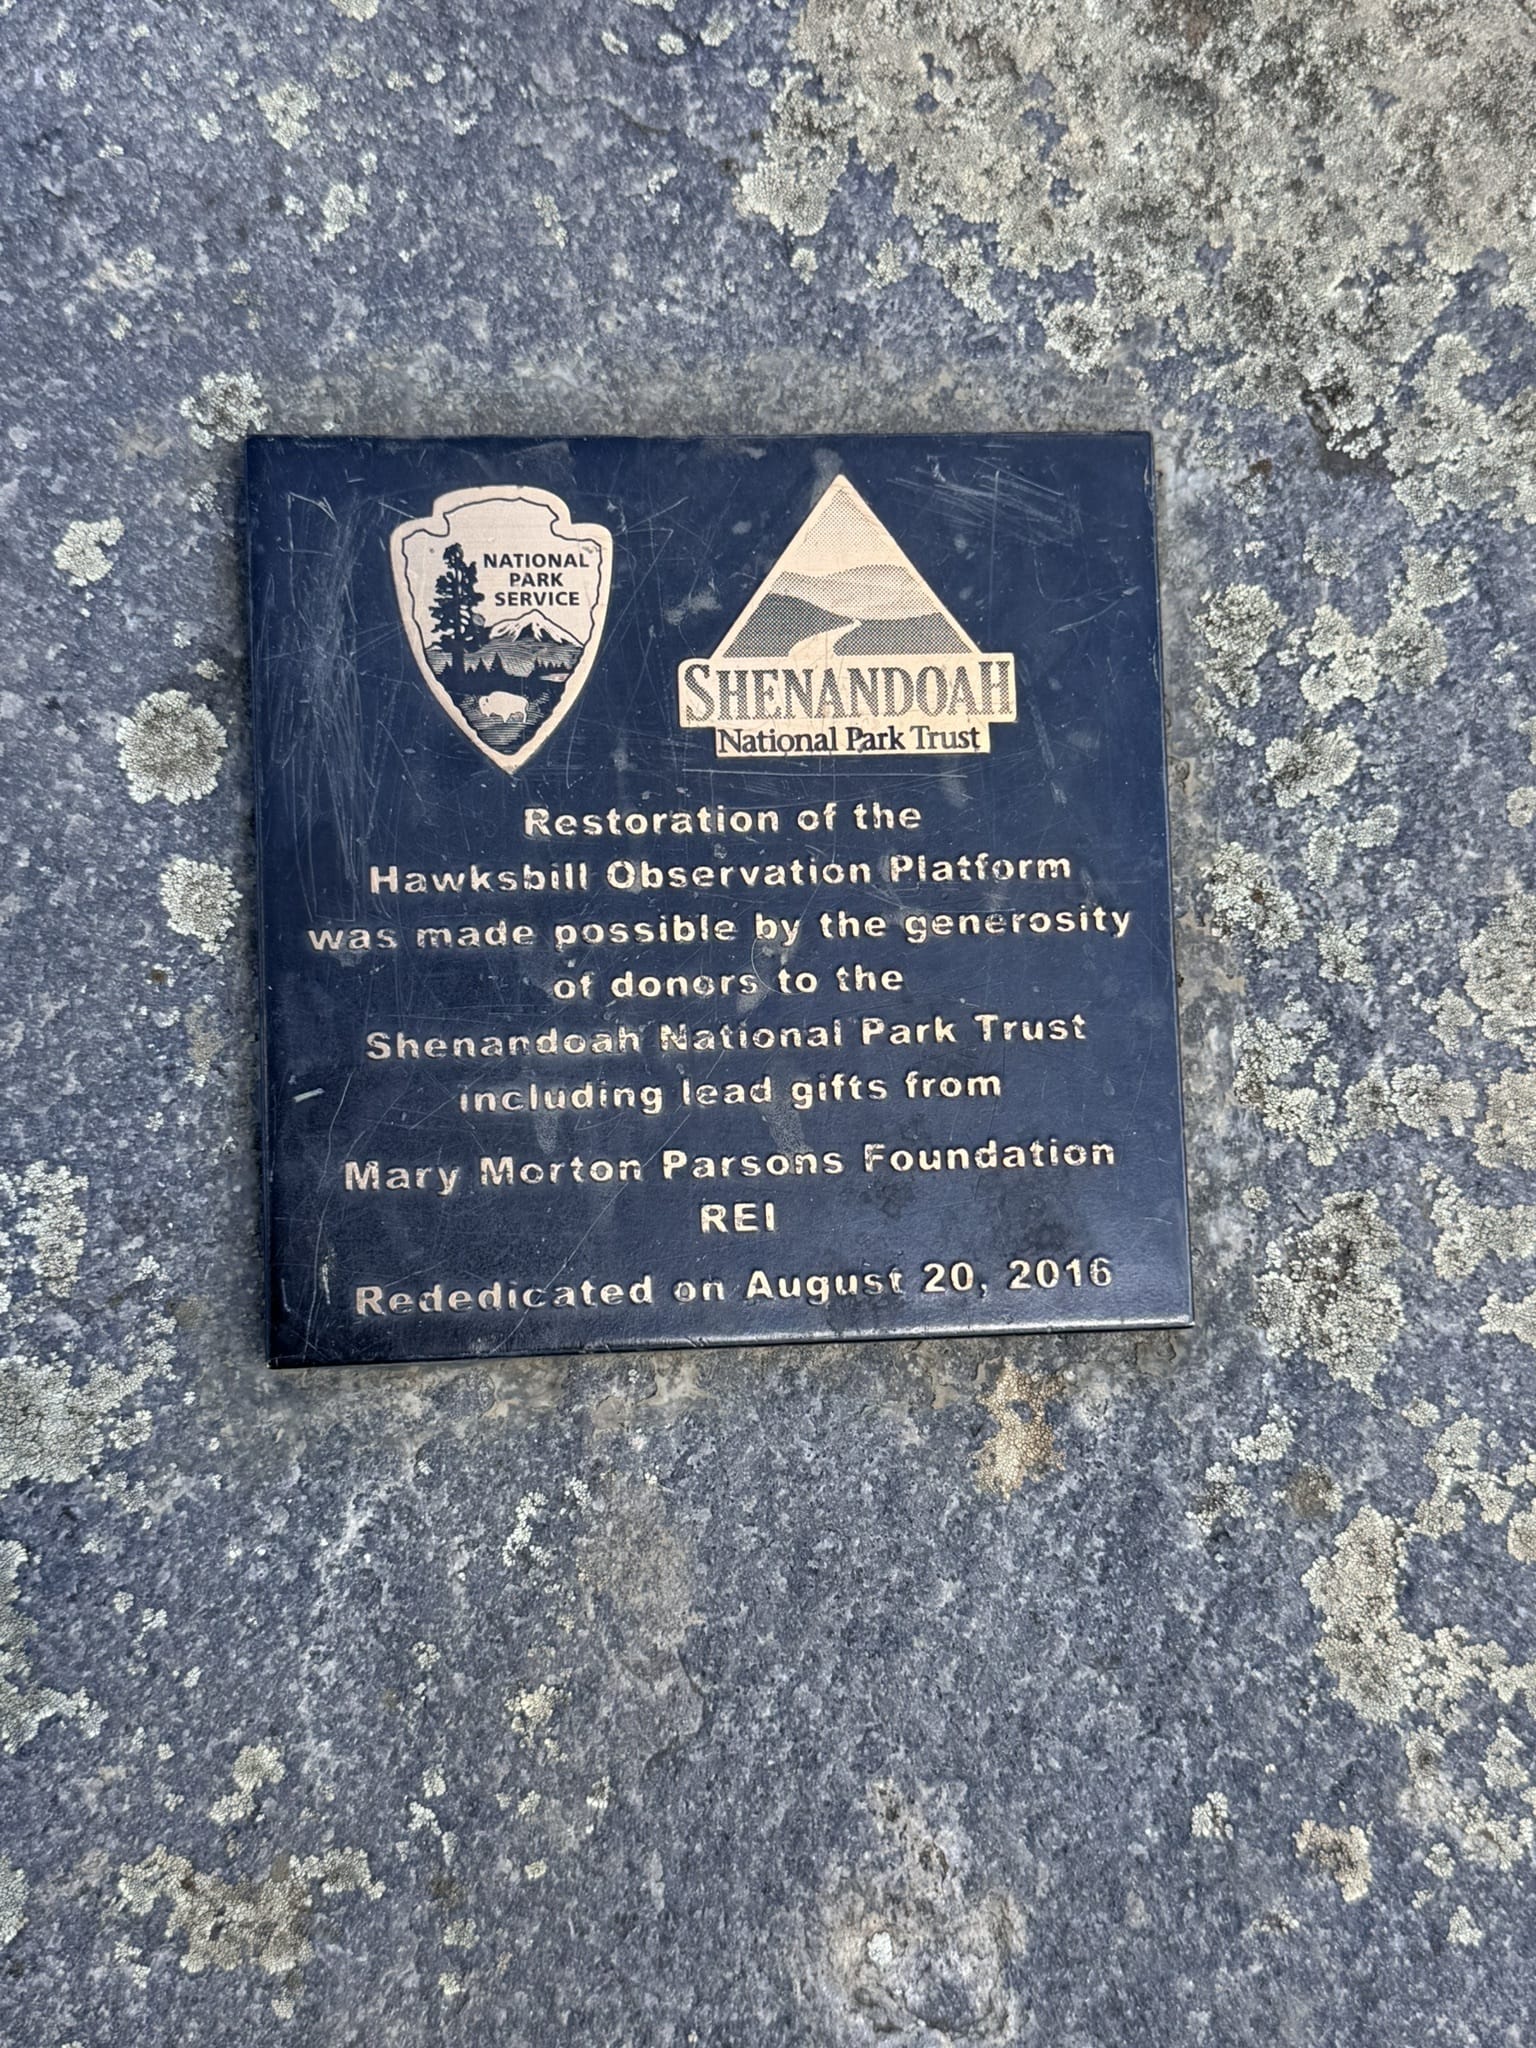 NATIONAL
PARK
SERVICE
SHENANDOAH
National Park Trust
Restoration of the
Hawksbill Observation Platform
was made possible by the generosity
of donors to the
Shenandoah National Park Trust
including lead gifts from
Mary Morton Parsons Foundation
REI
Rededicated on August 20, 2016